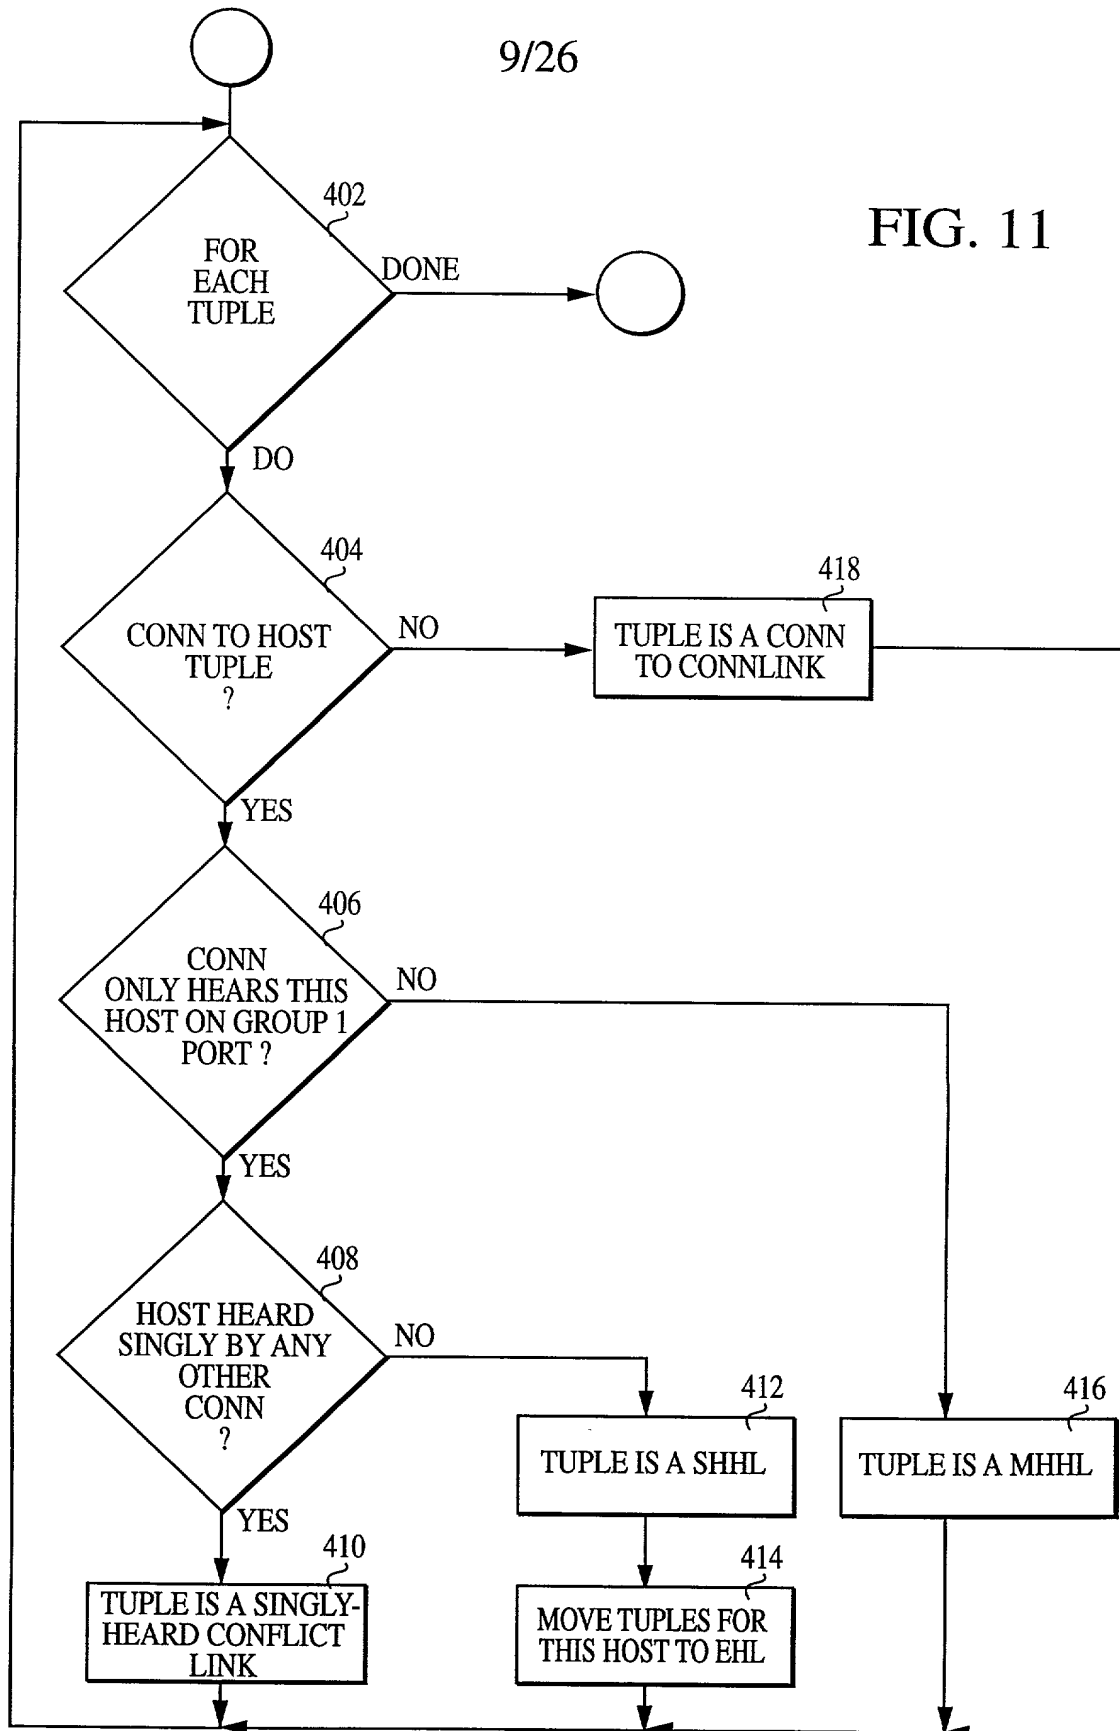 9/26
FIG. 11
402
FOR
EACH
TUPLE
DONE
DO
404
CONN TO HOST
TUPLE
?
NO
418
TUPLE IS A CONN
TO CONNLINK
YES
406
CONN
ONLY HEARS THIS
HOST ON GROUP 1
PORT ?
NO
YES
408
HOST HEARD
SINGLY BY ANY
OTHER
CONN
?
NO
412
TUPLE IS A SHHL
416
TUPLE IS A MHHL
YES
410
TUPLE IS A SINGLY-
HEARD CONFLICT
LINK
414
MOVE TUPLES FOR
THIS HOST TO EHL